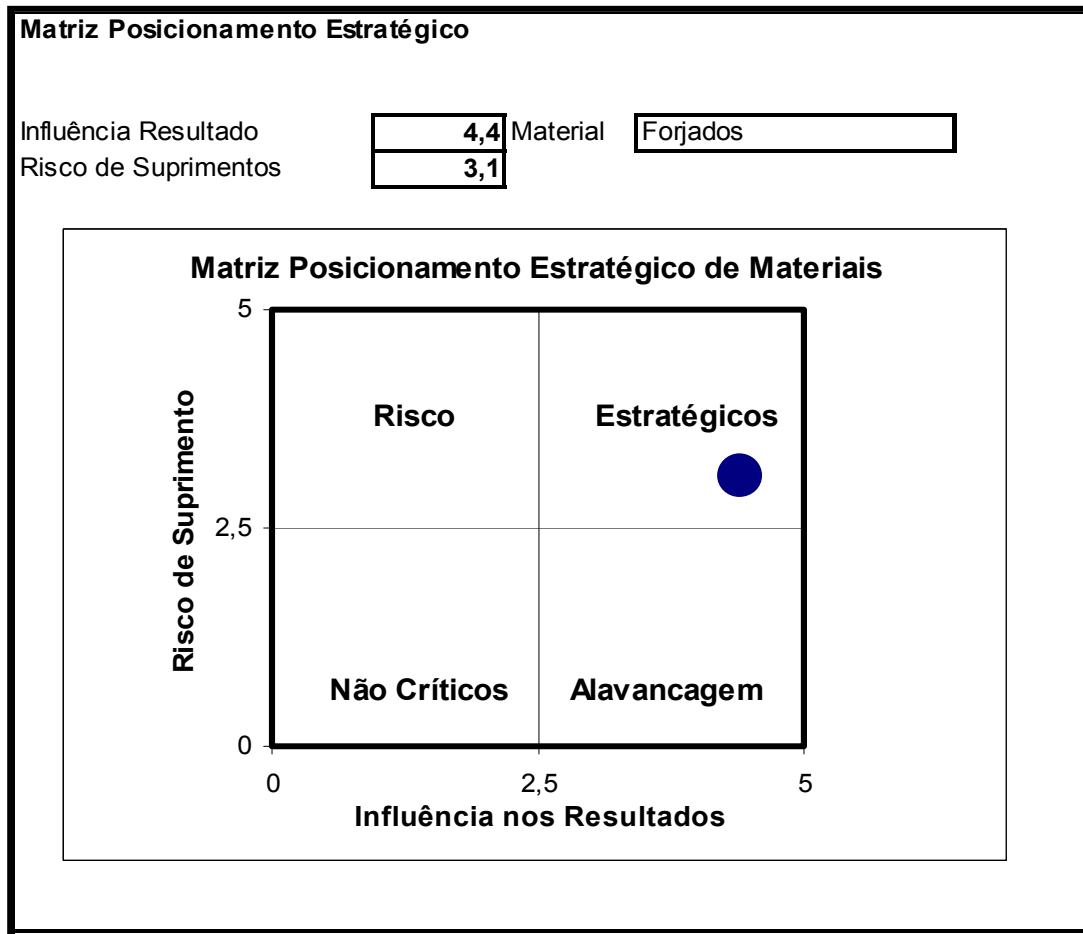 Matriz Posicionamento Estratégico
Influência Resultado 4,4 Material Forjados
Risco de Suprimentos 3,1
Matriz Posicionamento Estratégico de Materiais
5
Risco Estratégicos
Risco de Suprimento
2,5
Não Críticos Alavancagem
0
0 2,5 5
Influência nos Resultados